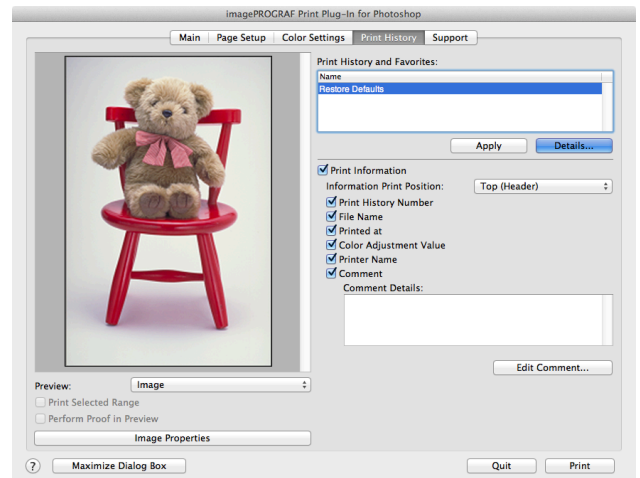 imagePROGRAF Print Plug-In for Photoshop
Main Page Setup Color Settings Print History Support
Print History and Favorites:
Name
Restore Defaults
Apply Details...
Print Information
Information Print Position: Top (Header)
Print History Number
File Name
Printed at
Color Adjustment Value
Printer Name
Comment
Comment Details:
Edit Comment...
Preview: Image
Print Selected Range
Perform Proof in Preview
Image Properties
? Maximize Dialog Box Quit Print